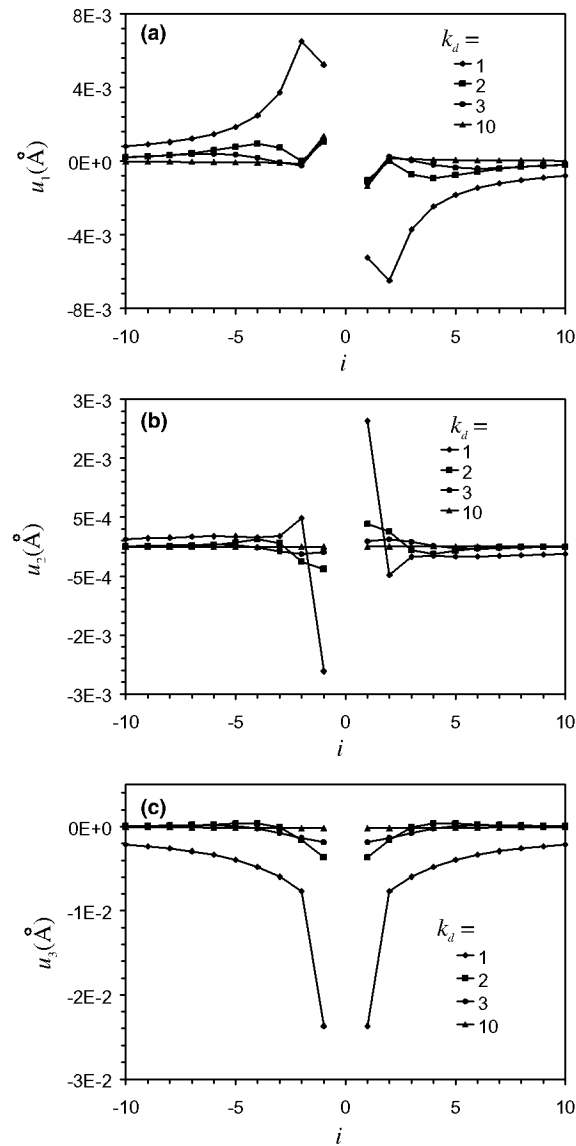 8E-3
(a)
k_d =
1
2
3
10
4E-3
0E+0
-4E-3
-8E-3
u_1(Å)
-10
-5
0
5
10
i
3E-3
(b)
k_d =
1
2
3
10
2E-3
5E-4
-5E-4
-2E-3
-3E-3
u_2(Å)
-10
-5
0
5
10
i
(c)
0E+0
-1E-2
-2E-2
-3E-2
u_3(Å)
k_d =
1
2
3
10
-10
-5
0
5
10
i